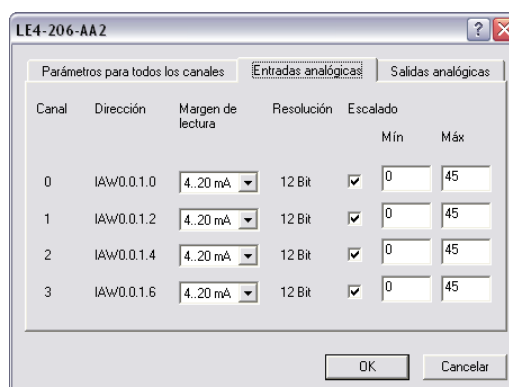 LE4-206-AA2
Parámetros para todos los canales Entradas analógicas Salidas analógicas
Canal Dirección Margen de lectura Resolución Escalado
Mín Máx
0 IAW0.0.1.0 4..20 mA 12 Bit 0 45
1 IAW0.0.1.2 4..20 mA 12 Bit 0 45
2 IAW0.0.1.4 4..20 mA 12 Bit 0 45
3 IAW0.0.1.6 4..20 mA 12 Bit 0 45
OK Cancelar